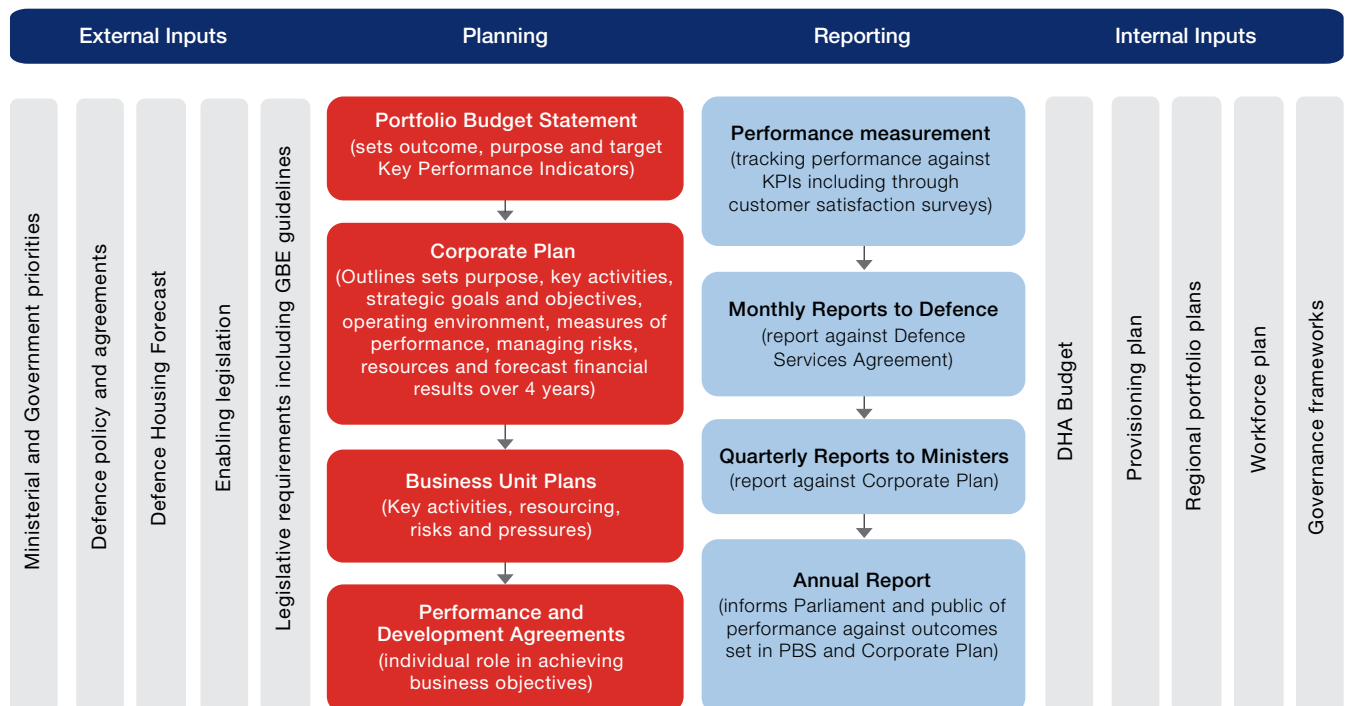 External Inputs
Planning
Reporting
Internal Inputs
Ministerial and Government priorities
Defence policy and agreements
Defence Housing Forecast
Enabling legislation
Legislative requirements including GBE guidelines
Portfolio Budget Statement
(sets outcome, purpose and target
Key Performance Indicators)
Corporate Plan
(Outlines sets purpose, key activities,
strategic goals and objectives,
operating environment, measures of
performance, managing risks,
resources and forecast financial
results over 4 years)
Business Unit Plans
(Key activities, resourcing,
risks and pressures)
Performance and
Development Agreements
(individual role in achieving
business objectives)
Performance measurement
(tracking performance against
KPIs including through
customer satisfaction surveys)
Monthly Reports to Defence
(report against Defence
Services Agreement)
Quarterly Reports to Ministers
(report against Corporate Plan)
Annual Report
(informs Parliament and public of
performance against outcomes
set in PBS and Corporate Plan)
DHA Budget
Provisioning plan
Regional portfolio plans
Workforce plan
Governance frameworks